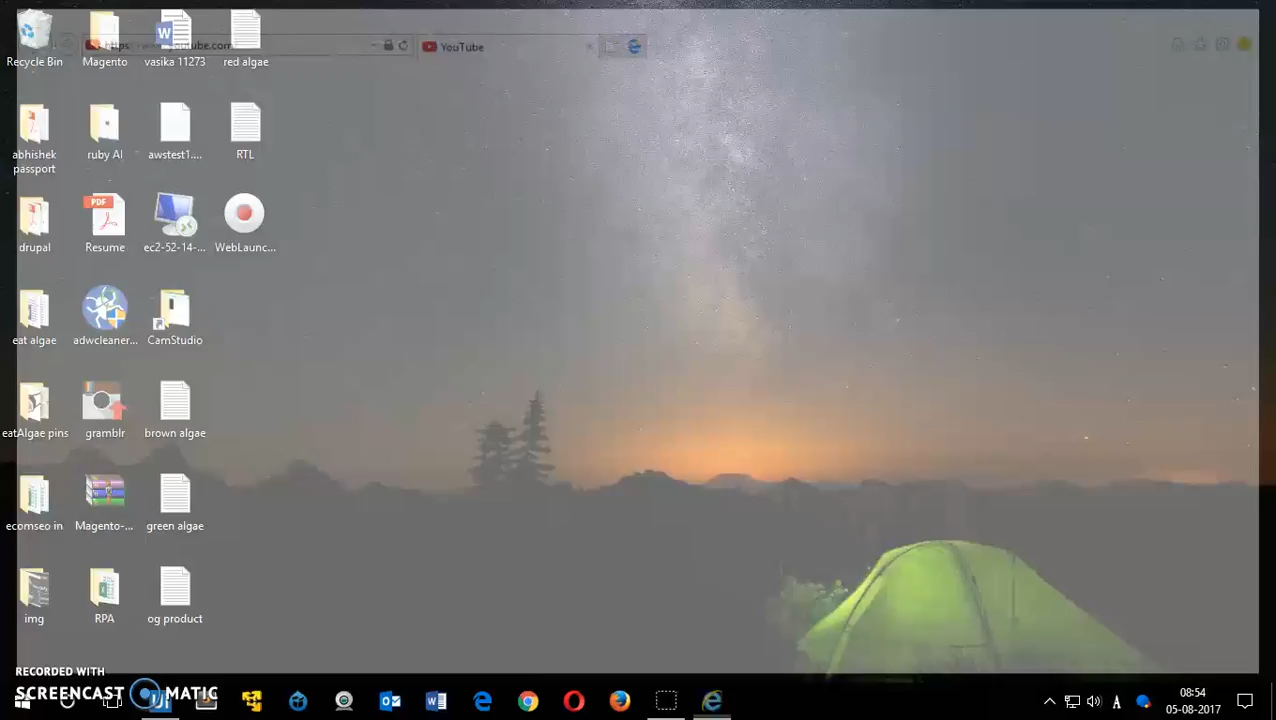 Recycle Bin
Magento
vasika 11273
red algae
https://www.youtube.com
YouTube
abhishek
passport
ruby AI
awstest1....
RTL
drupal
PDF
Resume
ec2-52-14-...
WebLaunc...
eat algae
adwcleaner...
CamStudio
eatAlgae pins
gramblr
brown algae
ecomseo in
Magento-...
green algae
img
RPA
og product
RECORDED WITH
SCREENCAST MATIC
08:54
05-08-2017